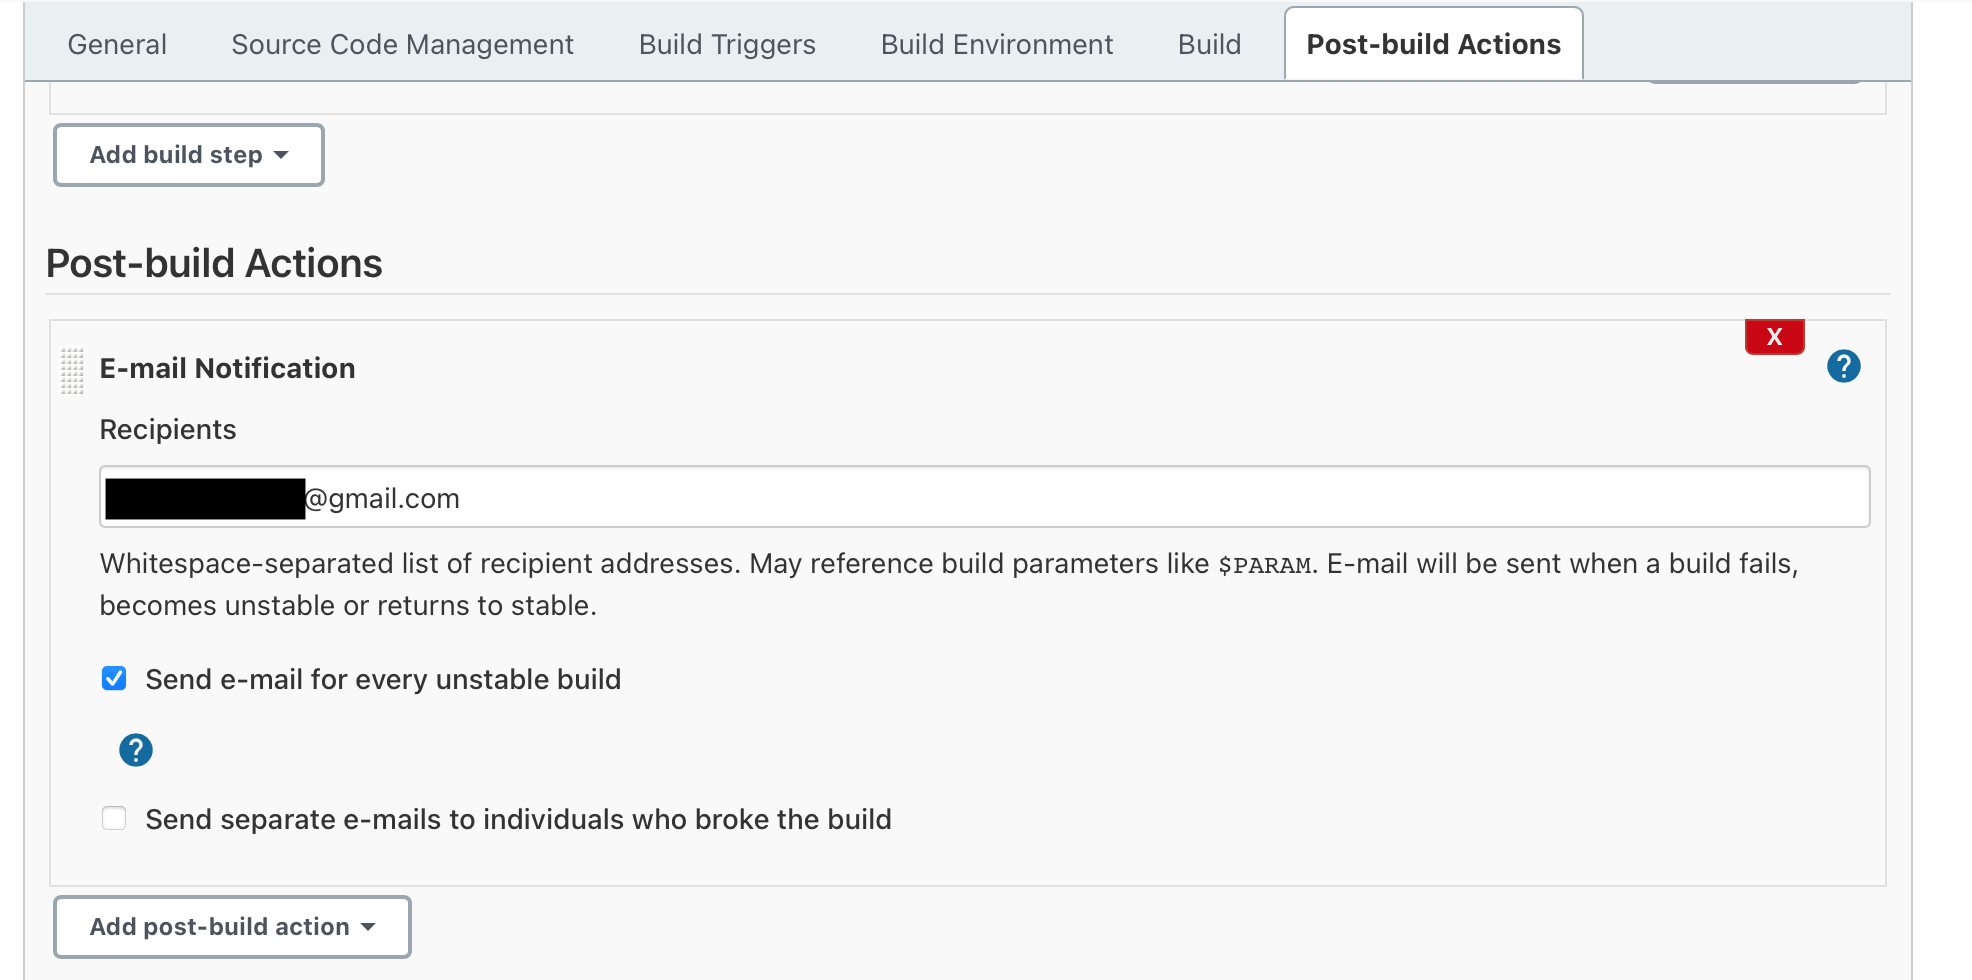 General Source Code Management Build Triggers Build Environment Build Post-build Actions
Add build step
Post-build Actions
X
E-mail Notification
?
Recipients
@gmail.com
Whitespace-separated list of recipient addresses. May reference build parameters like $PARAM. E-mail will be sent when a build fails,
becomes unstable or returns to stable.
Send e-mail for every unstable build
?
Send separate e-mails to individuals who broke the build
Add post-build action